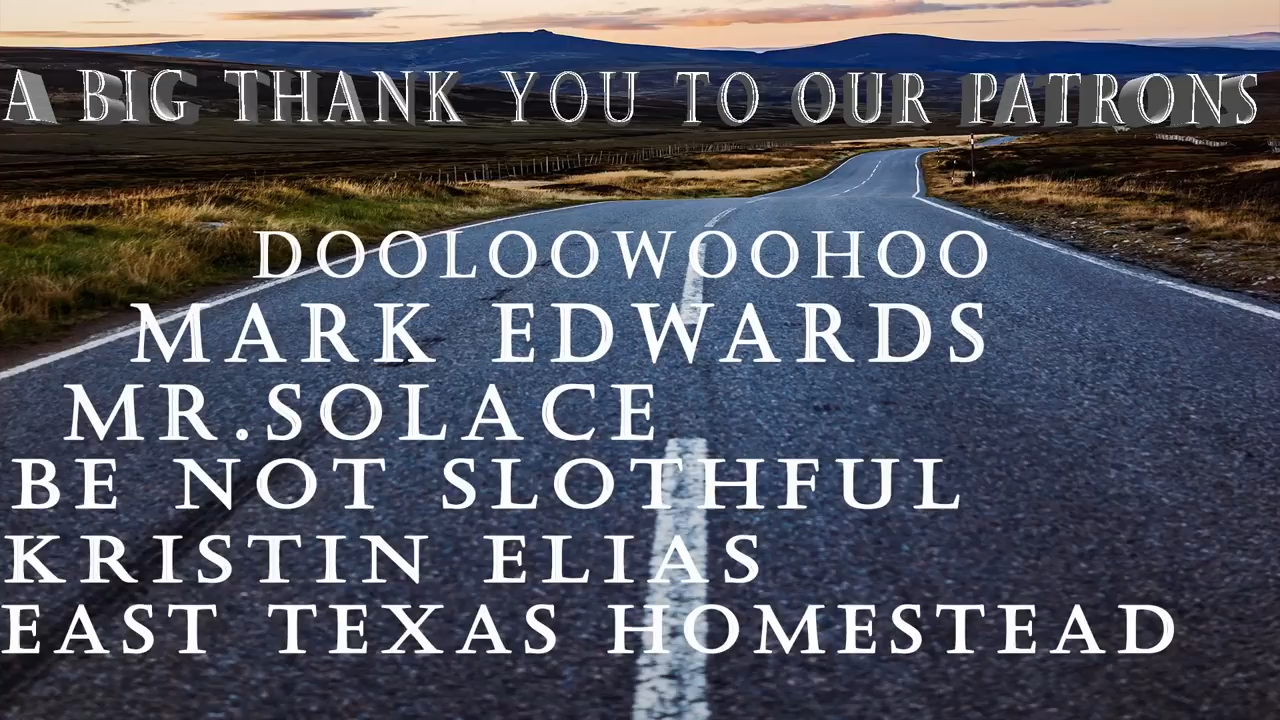 A BIG THANK YOU TO OUR PATRONS
DOOLOOWOOHOO
MARK EDWARDS
MR.SOLACE
BE NOT SLOTHFUL
KRISTIN ELIAS
EAST TEXAS HOMESTEAD